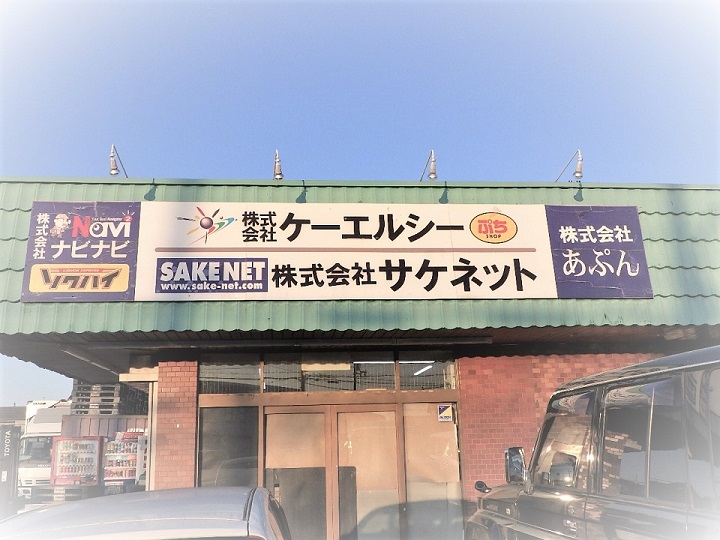 株式会社
NAVI
ナビナビ
ソクハイ
株式会社 ケーエルシー
ぷち
SHOP
SAKENET
www.sake-net.com
株式会社 サケネット
株式会社
あぷん
TOYOTA